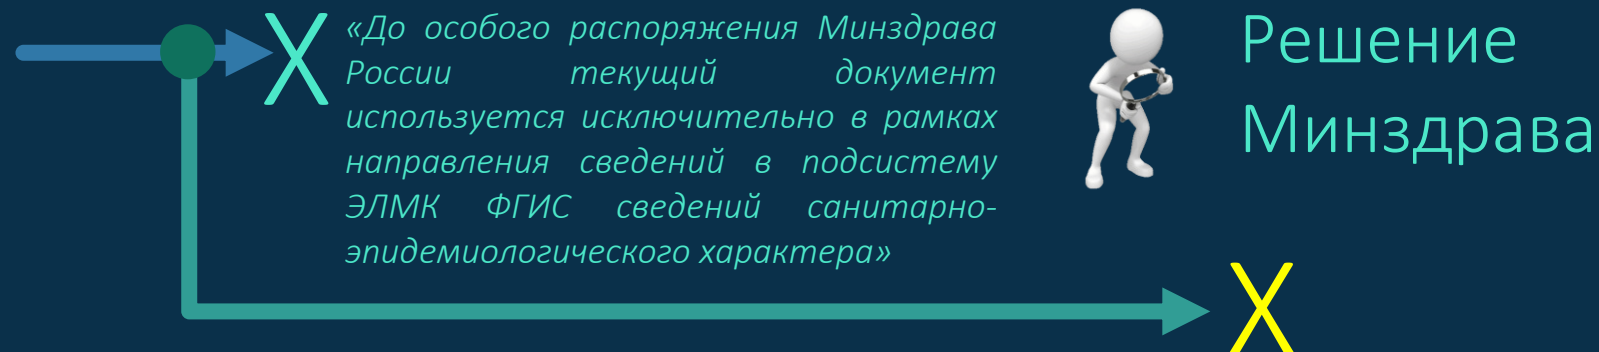 X
«До особого распоряжения Минздрава
России текущий документ
используется исключительно в рамках
направления сведений в подсистему
ЭЛМК ФГИС сведений санитарно-
эпидемиологического характера»
Решение
Минздрава
X